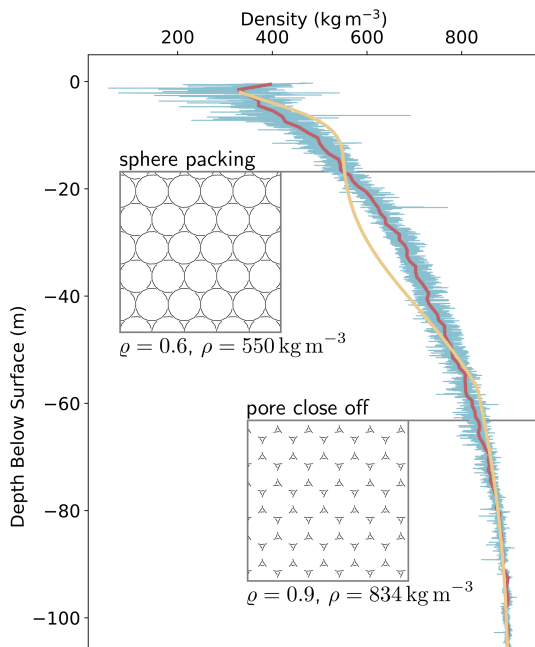 Density (kg m⁻³)
200 400 600 800
0
sphere packing
−20
−40
ϱ = 0.6, ρ = 550 kg m⁻³
−60
pore close off
−80
ϱ = 0.9, ρ = 834 kg m⁻³
−100
Depth Below Surface (m)